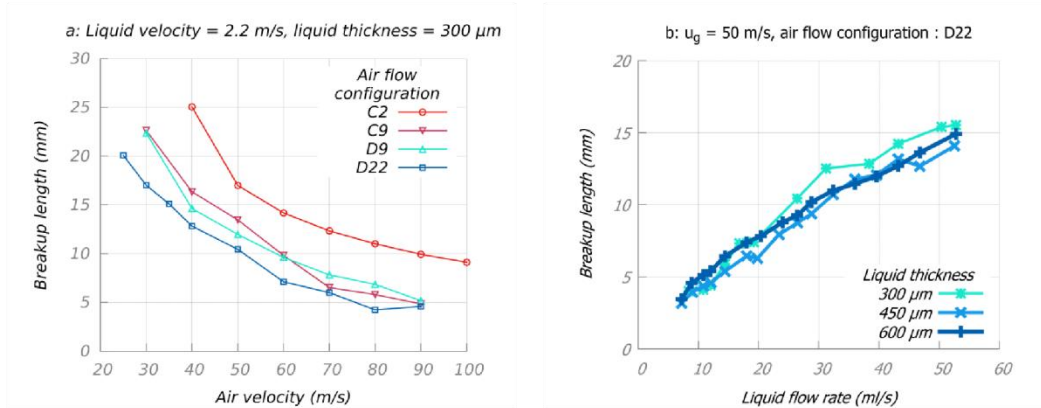 a: Liquid velocity = 2.2 m/s, liquid thickness = 300 μm
30
25
20
15
10
5
0
Breakup length (mm)
Air flow
configuration
C2
C9
D9
D22
20 30 40 50 60 70 80 90 100
Air velocity (m/s)
b: ug = 50 m/s, air flow configuration : D22
20
15
10
5
0
Breakup length (mm)
Liquid thickness
300 μm
450 μm
600 μm
0 10 20 30 40 50 60
Liquid flow rate (ml/s)